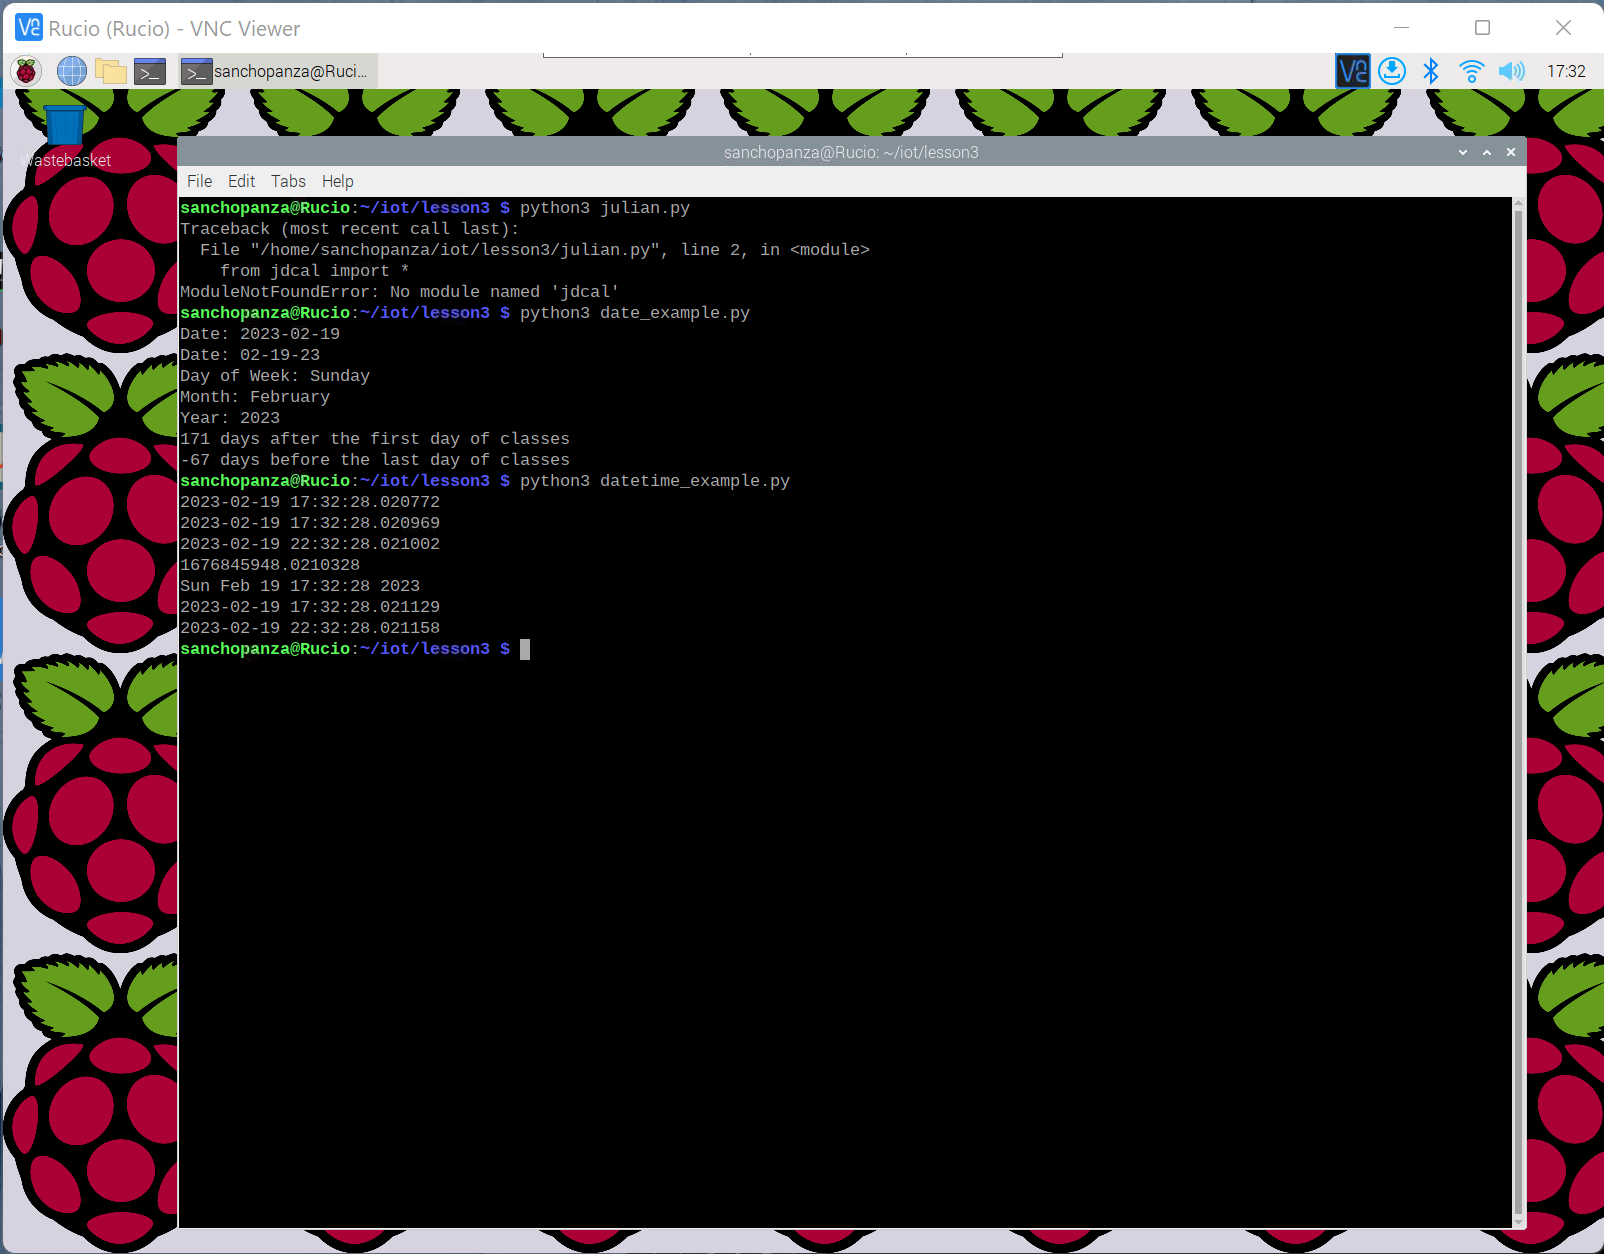 Rucio (Rucio) - VNC Viewer
sanchopanza@Ruci...
17:32
Wastebasket
sanchopanza@Rucio: ~/iot/lesson3
File Edit Tabs Help
sanchopanza@Rucio:~/iot/lesson3 $ python3 julian.py
Traceback (most recent call last):
  File "/home/sanchopanza/iot/lesson3/julian.py", line 2, in <module>
    from jdcal import *
ModuleNotFoundError: No module named 'jdcal'
sanchopanza@Rucio:~/iot/lesson3 $ python3 date_example.py
Date: 2023-02-19
Date: 02-19-23
Day of Week: Sunday
Month: February
Year: 2023
171 days after the first day of classes
-67 days before the last day of classes
sanchopanza@Rucio:~/iot/lesson3 $ python3 datetime_example.py
2023-02-19 17:32:28.020772
2023-02-19 17:32:28.020969
2023-02-19 22:32:28.021002
1676845948.0210328
Sun Feb 19 17:32:28 2023
2023-02-19 17:32:28.021129
2023-02-19 22:32:28.021158
sanchopanza@Rucio:~/iot/lesson3 $